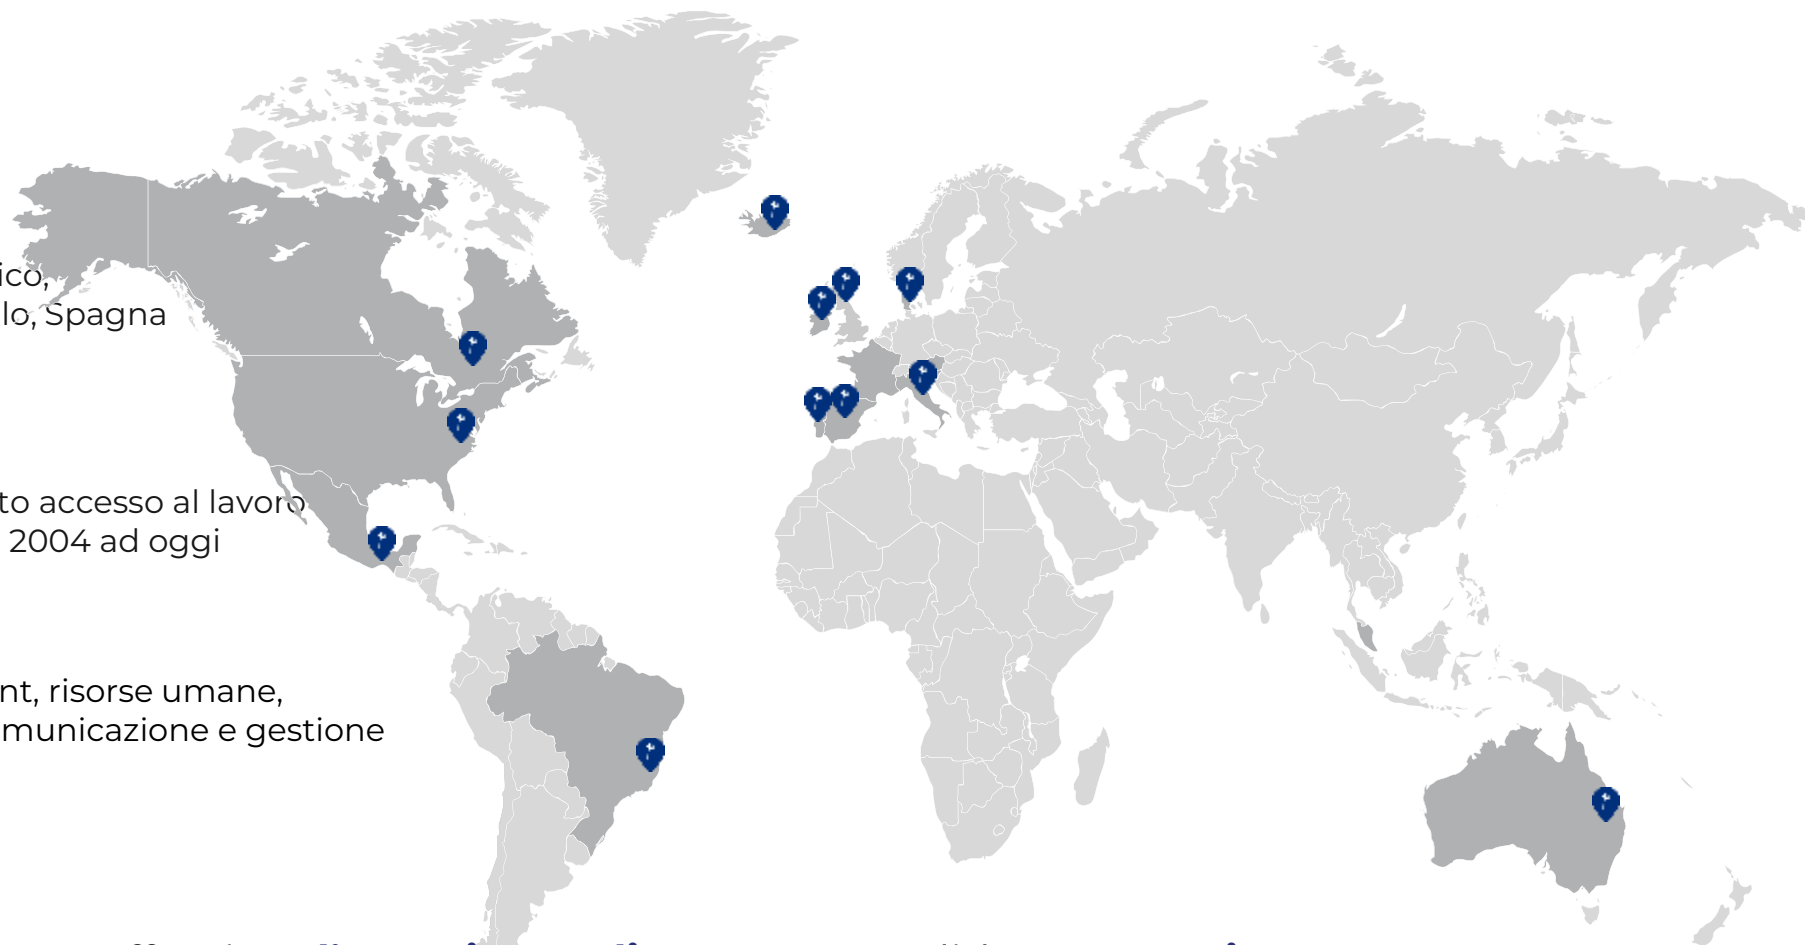 ico,
lo, Spagna
to accesso al lavoro
2004 ad oggi
nt, risorse umane,
municazione e gestione